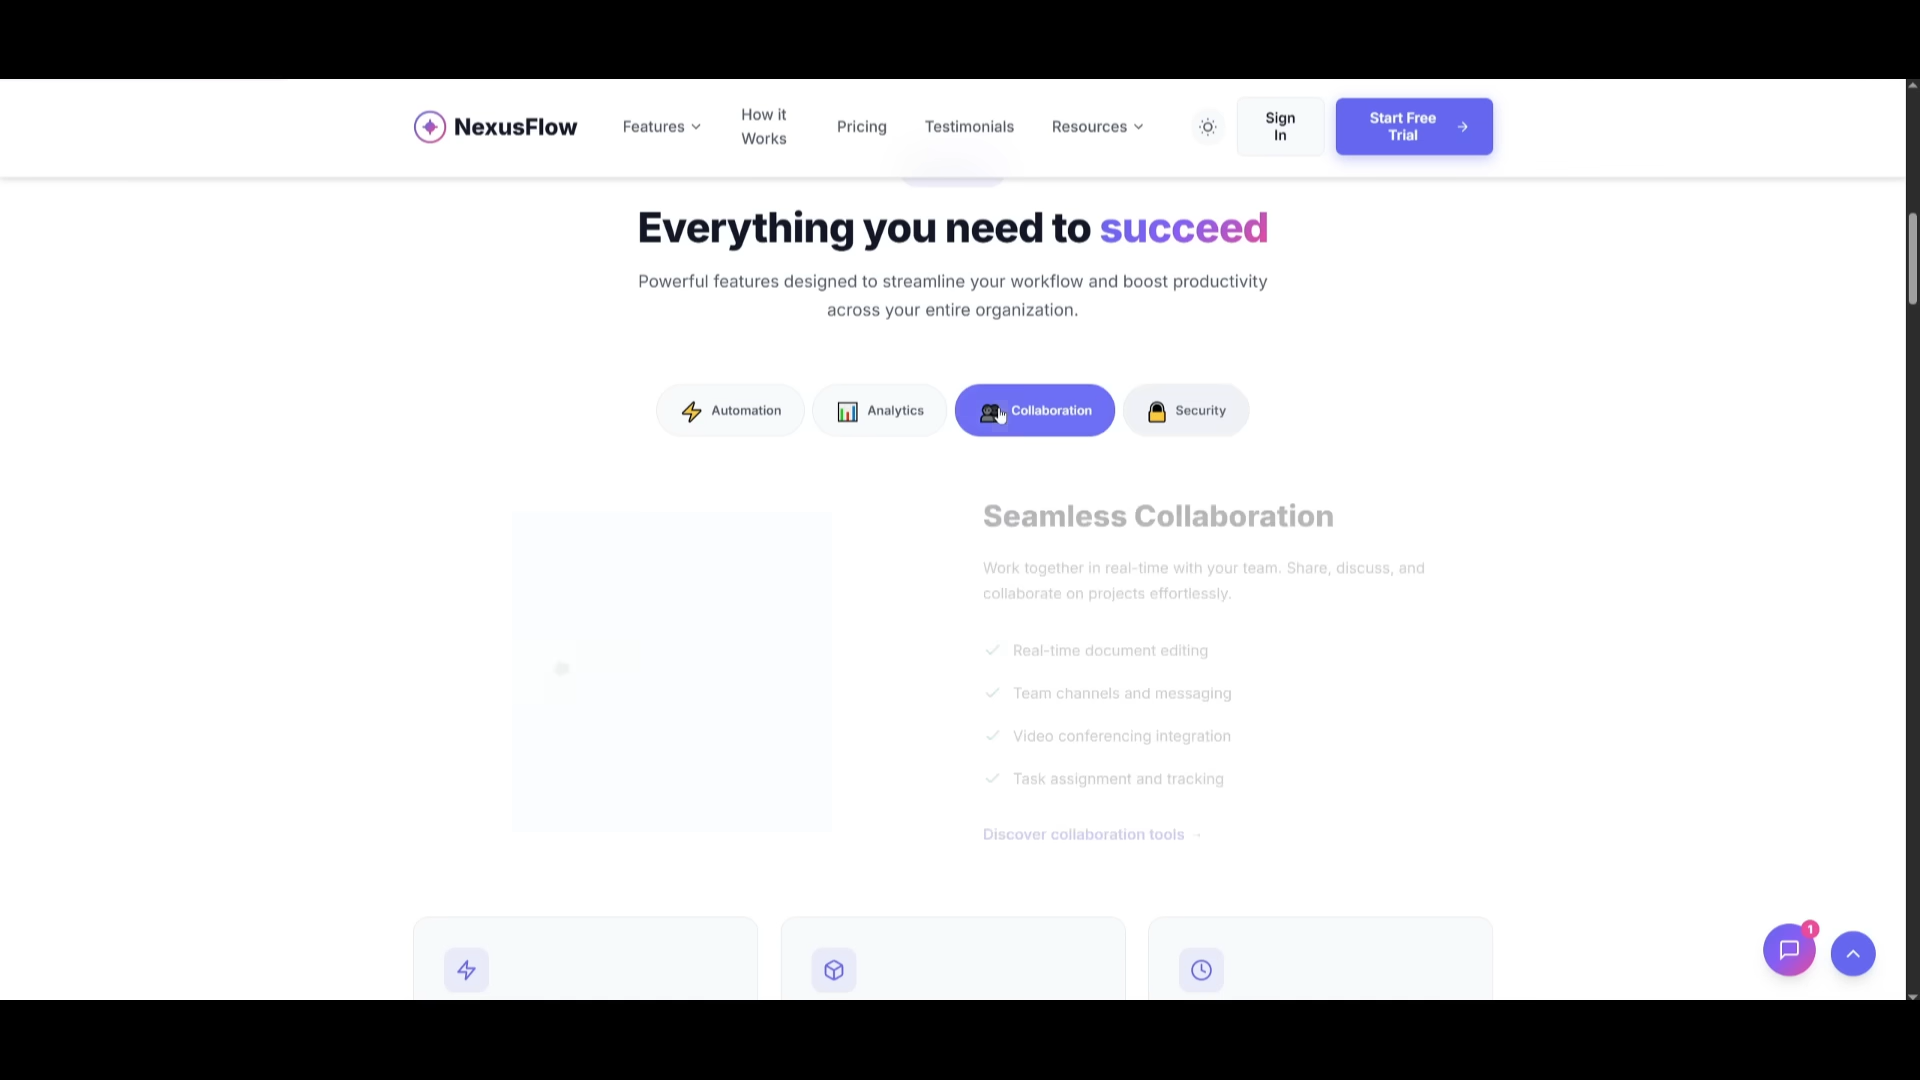 NexusFlow
Features
How it
Works
Pricing
Testimonials
Resources
Sign
In
Start Free
Trial
Everything you need to succeed
Powerful features designed to streamline your workflow and boost productivity
across your entire organization.
Automation
Analytics
Collaboration
Security
Seamless Collaboration
Work together in real-time with your team. Share, discuss, and
collaborate on projects effortlessly.
Real-time document editing
Team channels and messaging
Video conferencing integration
Task assignment and tracking
Discover collaboration tools →
1